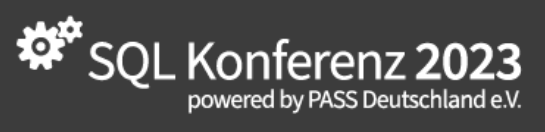 SQL Konferenz 2023
powered by PASS Deutschland e.V.